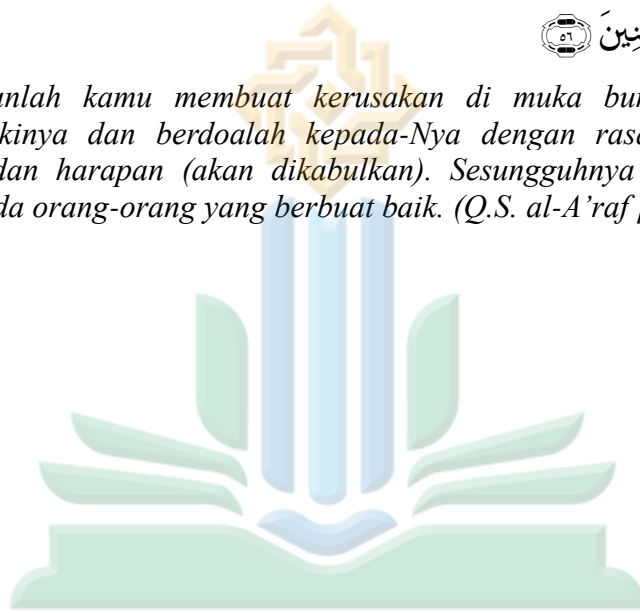 نِينَ ٥٦
nlah kamu membuat kerusakan di muka bu
kinya dan berdoalah kepada-Nya dengan ras
dan harapan (akan dikabulkan). Sesungguhnya
da orang-orang yang berbuat baik. (Q.S. al-A’raf